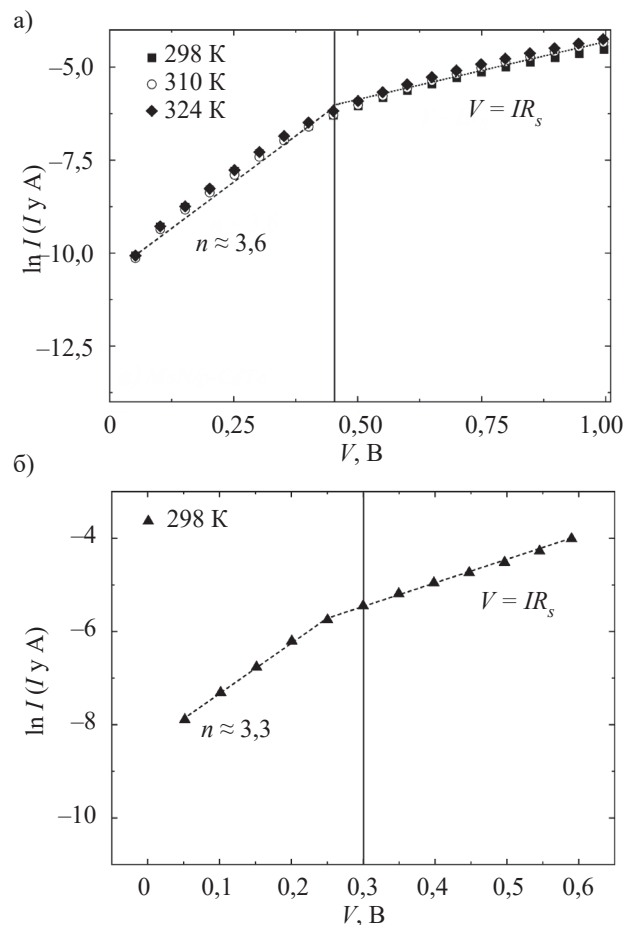 а)
–5,0
–7,5
–10,0
–12,5
ln I (I у А)
298 К
310 К
324 К
V = IRₛ
n ≈ 3,6
0
0,25
0,50
0,75
1,00
V, В
б)
–4
–6
–8
–10
ln I (I у А)
298 К
V = IRₛ
n ≈ 3,3
0
0,1
0,2
0,3
0,4
0,5
0,6
V, В